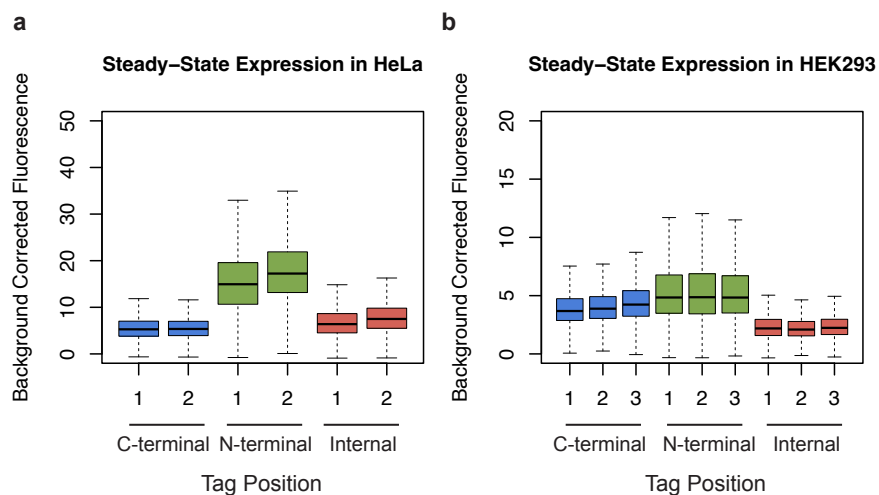 a
Steady–State Expression in HeLa
Background Corrected Fluorescence
50
40
30
20
10
0
1 2 1 2 1 2
C-terminal N-terminal Internal
Tag Position
b
Steady–State Expression in HEK293
Background Corrected Fluorescence
20
15
10
5
0
1 2 3 1 2 3 1 2 3
C-terminal N-terminal Internal
Tag Position